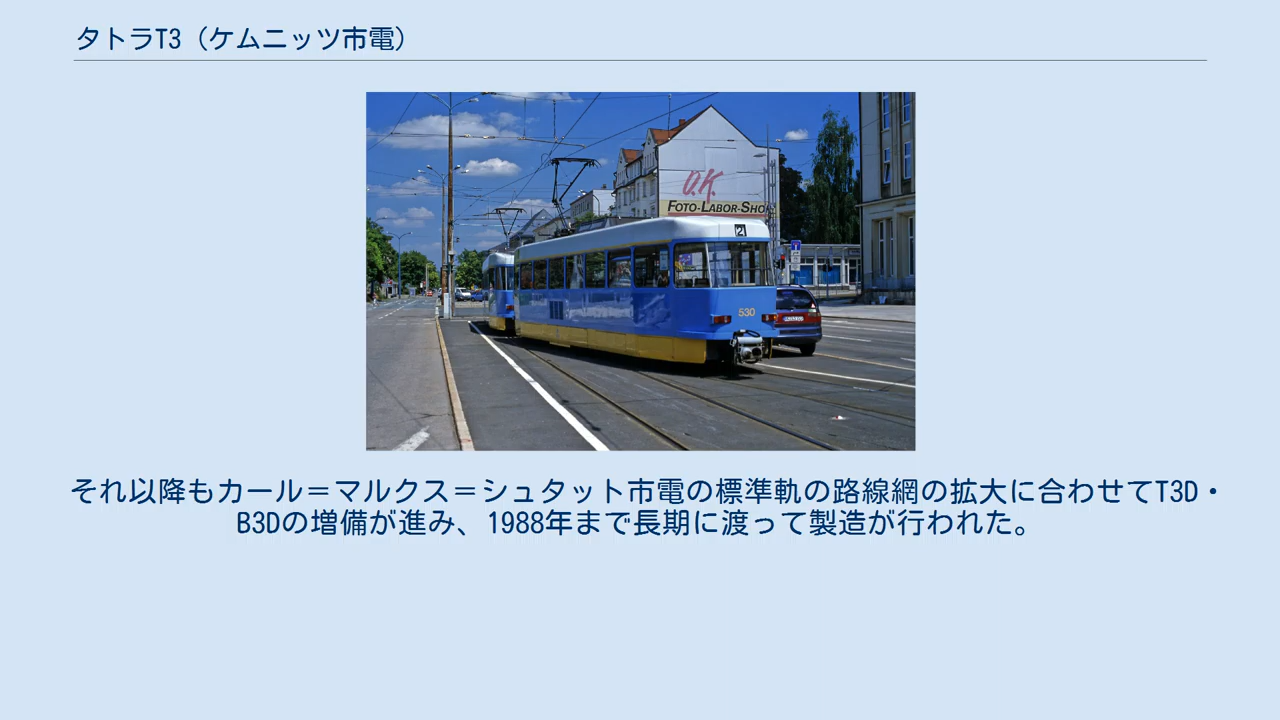 タトラT3（ケムニッツ市電）
O.K.
FOTO-LABOR-SHOP
2
530
それ以降もカール＝マルクス＝シュタット市電の標準軌の路線網の拡大に合わせてT3D・
B3Dの増備が進み、1988年まで長期に渡って製造が行われた。